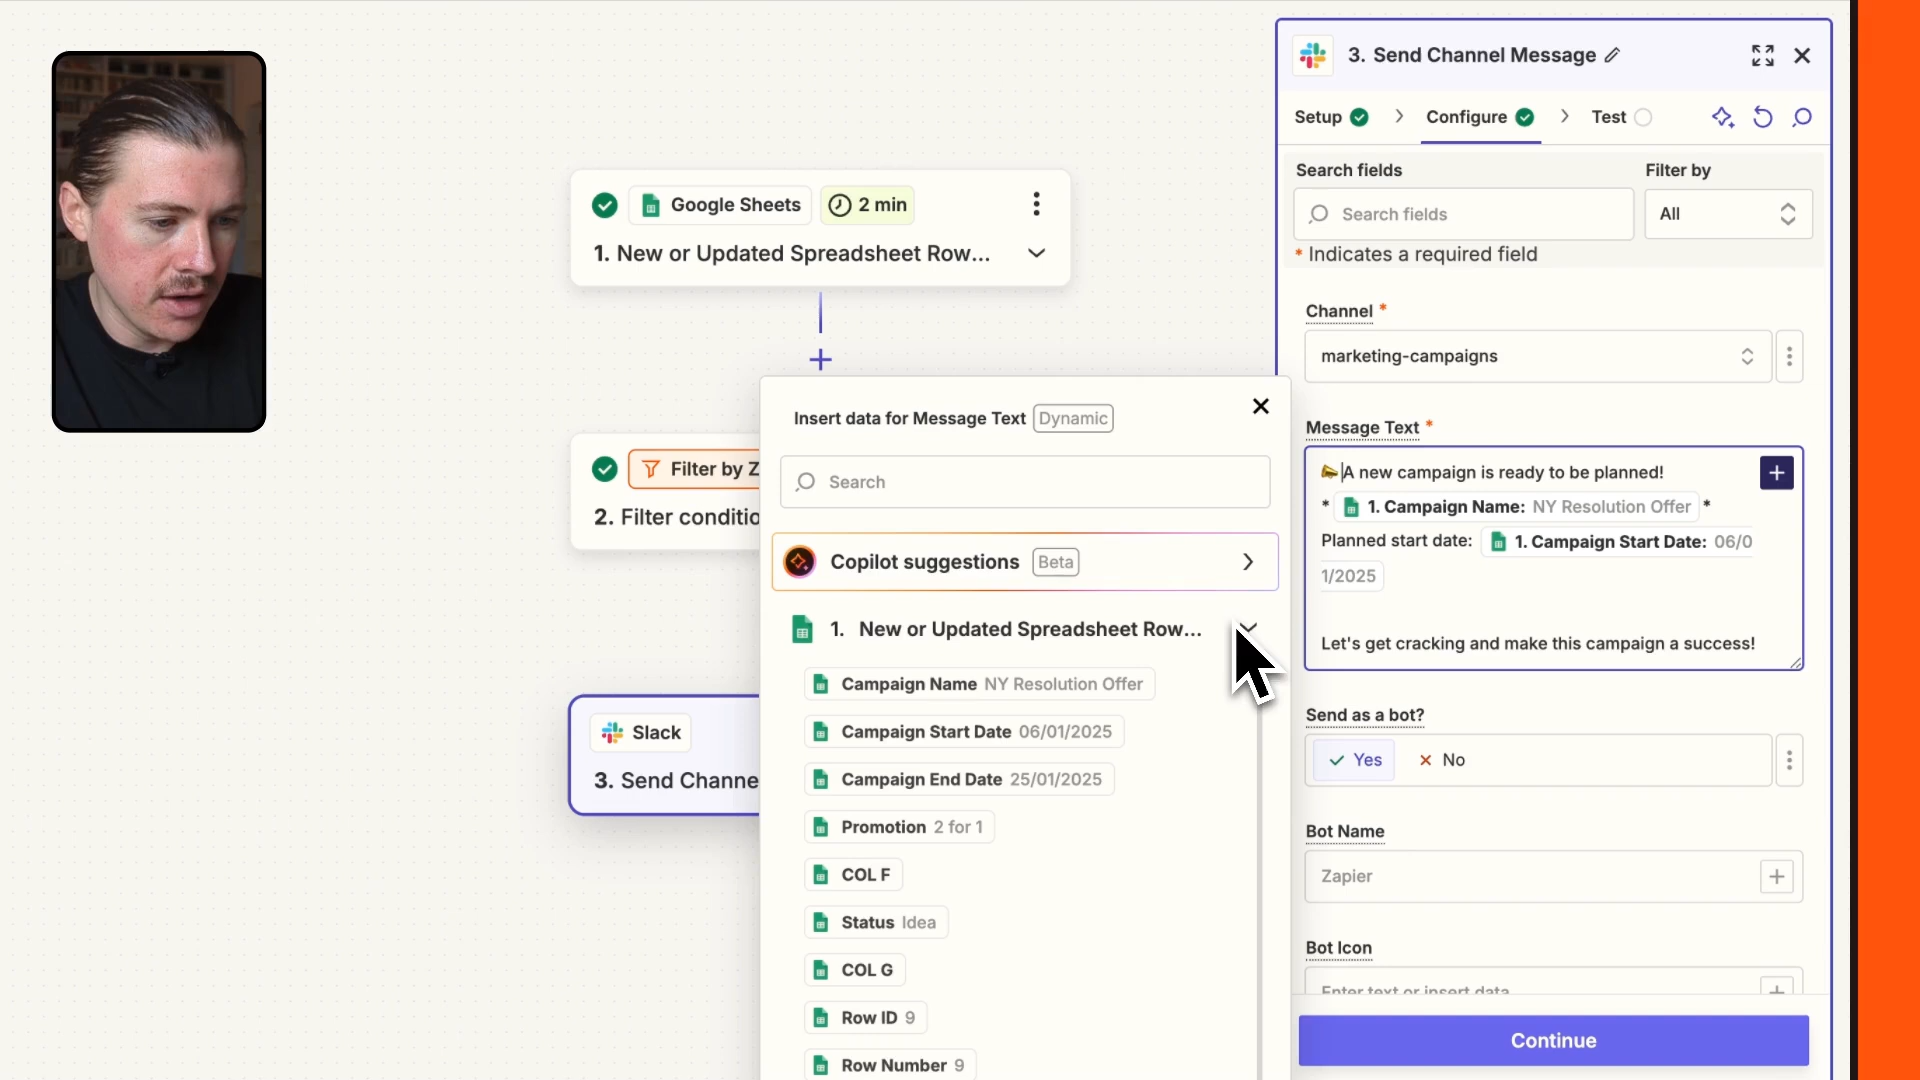 Google Sheets
2 min
1. New or Updated Spreadsheet Row...
Filter by Z
2. Filter conditio
Slack
3. Send Channe
Insert data for Message Text Dynamic
Search
Copilot suggestions Beta
1. New or Updated Spreadsheet Row...
Campaign Name NY Resolution Offer
Campaign Start Date 06/01/2025
Campaign End Date 25/01/2025
Promotion 2 for 1
COL F
Status Idea
COL G
Row ID 9
Row Number 9
3. Send Channel Message
Setup
Configure
Test
Search fields
Filter by
Search fields
All
* Indicates a required field
Channel *
marketing-campaigns
Message Text *
A new campaign is ready to be planned!
* 1. Campaign Name: NY Resolution Offer *
Planned start date: 1. Campaign Start Date: 06/0
1/2025
Let's get cracking and make this campaign a success!
Send as a bot?
Yes
No
Bot Name
Zapier
Bot Icon
Enter text or insert data
Continue